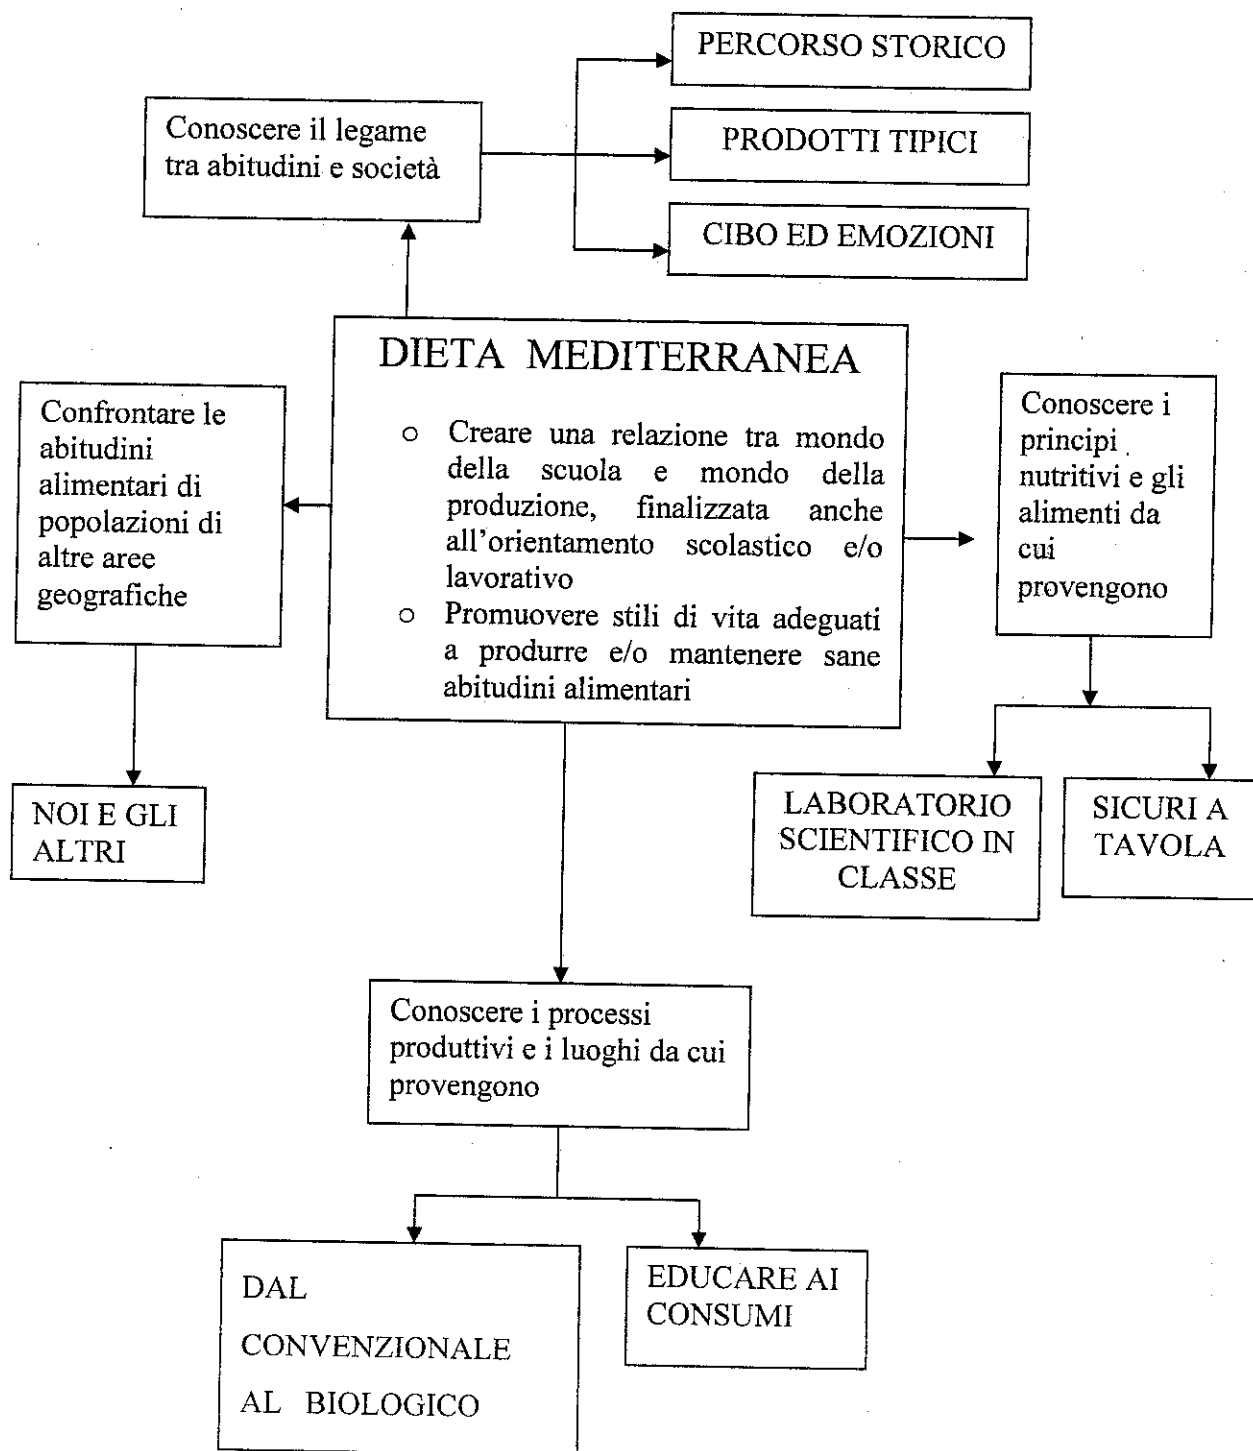 PERCORSO STORICO
Conoscere il legame
tra abitudini e società
PRODOTTI TIPICI
CIBO ED EMOZIONI
DIETA MEDITERRANEA
○ Creare una relazione tra mondo
della scuola e mondo della
produzione, finalizzata anche
all'orientamento scolastico e/o
lavorativo
○ Promuovere stili di vita adeguati
a produrre e/o mantenere sane
abitudini alimentari
Confrontare le
abitudini
alimentari di
popolazioni di
altre aree
geografiche
Conoscere i
principi
nutritivi e gli
alimenti da
cui
provengono
NOI E GLI
ALTRI
LABORATORIO
SCIENTIFICO IN
CLASSE
SICURI A
TAVOLA
Conoscere i processi
produttivi e i luoghi da cui
provengono
DAL
CONVENZIONALE
AL BIOLOGICO
EDUCARE AI
CONSUMI